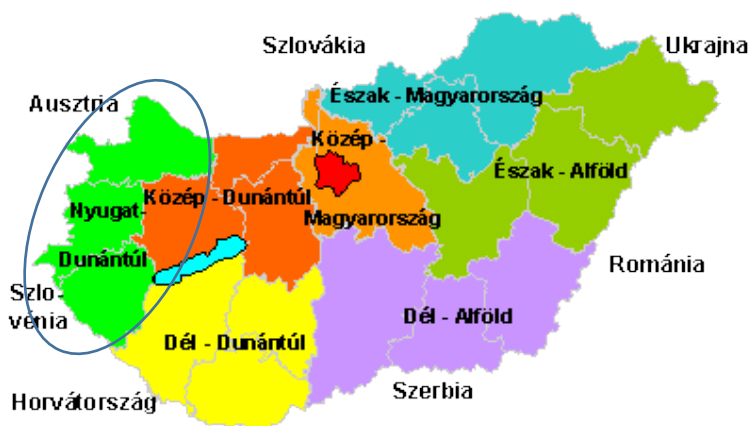 Szlovákia
Ukrajna
Ausztria
Észak - Magyarország
Közép -
Magyarország
Észak - Alföld
Nyugat-
Dunántúl
Közép - Dunántúl
Románia
Szlo-
vénia
Dél - Alföld
Dél - Dunántúl
Szerbia
Horvátország